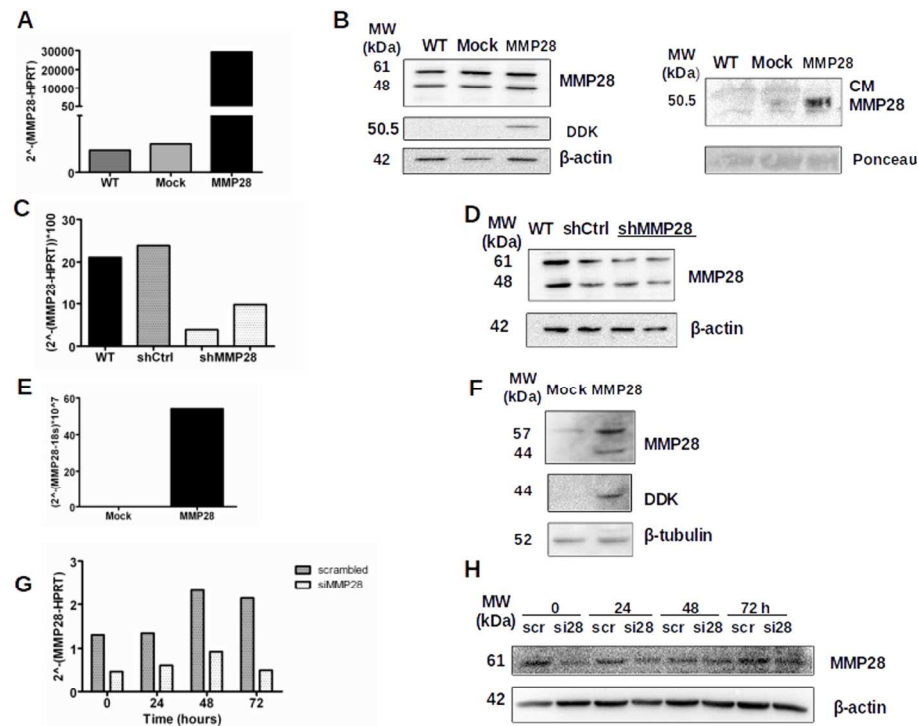 A
2^-(MMP28-HPRT)
30000
20000
10000
50
0
WT Mock MMP28
B
MW
(kDa)
WT Mock MMP28
61
48
MMP28
50.5
DDK
42
β-actin
MW
(kDa)
WT Mock MMP28
50.5
CM
MMP28
Ponceau
C
(2^-(MMP28-HPRT))*100
30
20
10
0
WT shCtrl shMMP28
D
MW
(kDa)
WT shCtrl shMMP28
61
48
MMP28
42
β-actin
E
(2^-(MMP28-18s)*10^7
60
40
20
0
Mock MMP28
F
MW
(kDa)
Mock MMP28
57
44
MMP28
44
DDK
52
β-tubulin
G
2^-(MMP28-HPRT)
3
2
1
0
scrambled
siMMP28
0 24 48 72
Time (hours)
H
MW
(kDa)
0 24 48 72 h
scr si28 scr si28 scr si28 scr si28
61
MMP28
42
β-actin